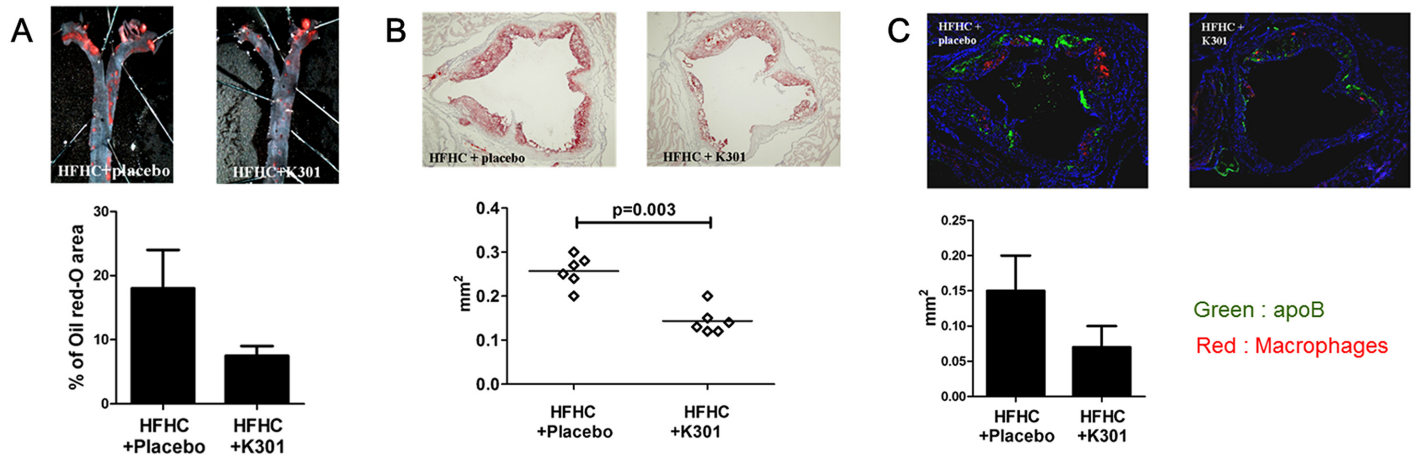 A
HFHC+placebo
HFHC+K301
% of Oil red-O area
30
20
10
0
HFHC
+Placebo
HFHC
+K301
B
HFHC + placebo
HFHC + K301
mm²
0.4
0.3
0.2
0.1
0.0
p=0.003
HFHC
+Placebo
HFHC
+K301
C
HFHC +
placebo
HFHC +
K301
mm²
0.25
0.20
0.15
0.10
0.05
0.00
HFHC
+Placebo
HFHC
+K301
Green : apoB
Red : Macrophages